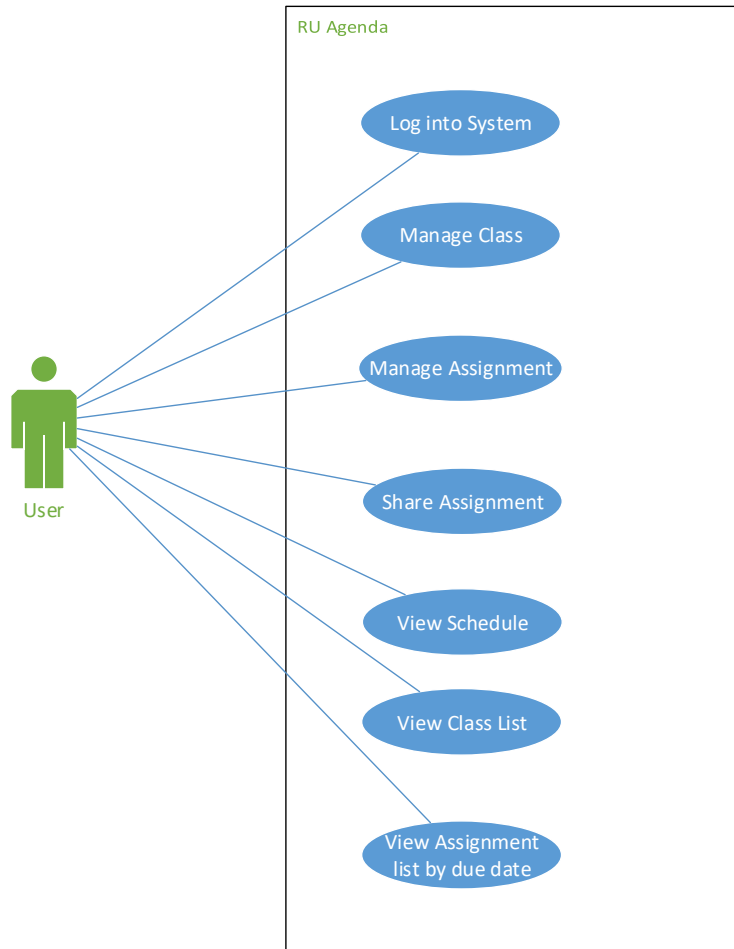 RU Agenda
Log into System
Manage Class
Manage Assignment
Share Assignment
User
View Schedule
View Class List
View Assignment
list by due date